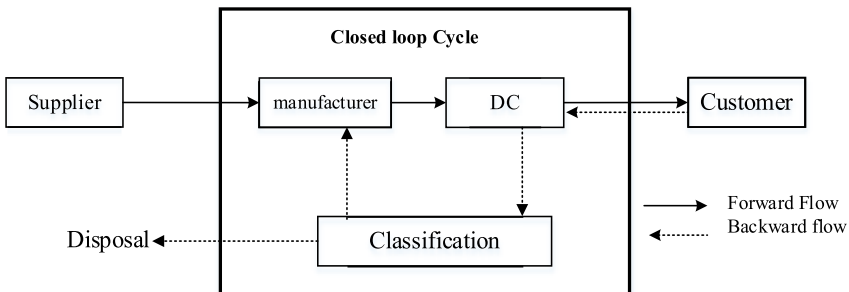 Closed loop Cycle
Supplier
manufacturer
DC
Customer
Forward Flow
Backward flow
Disposal
Classification